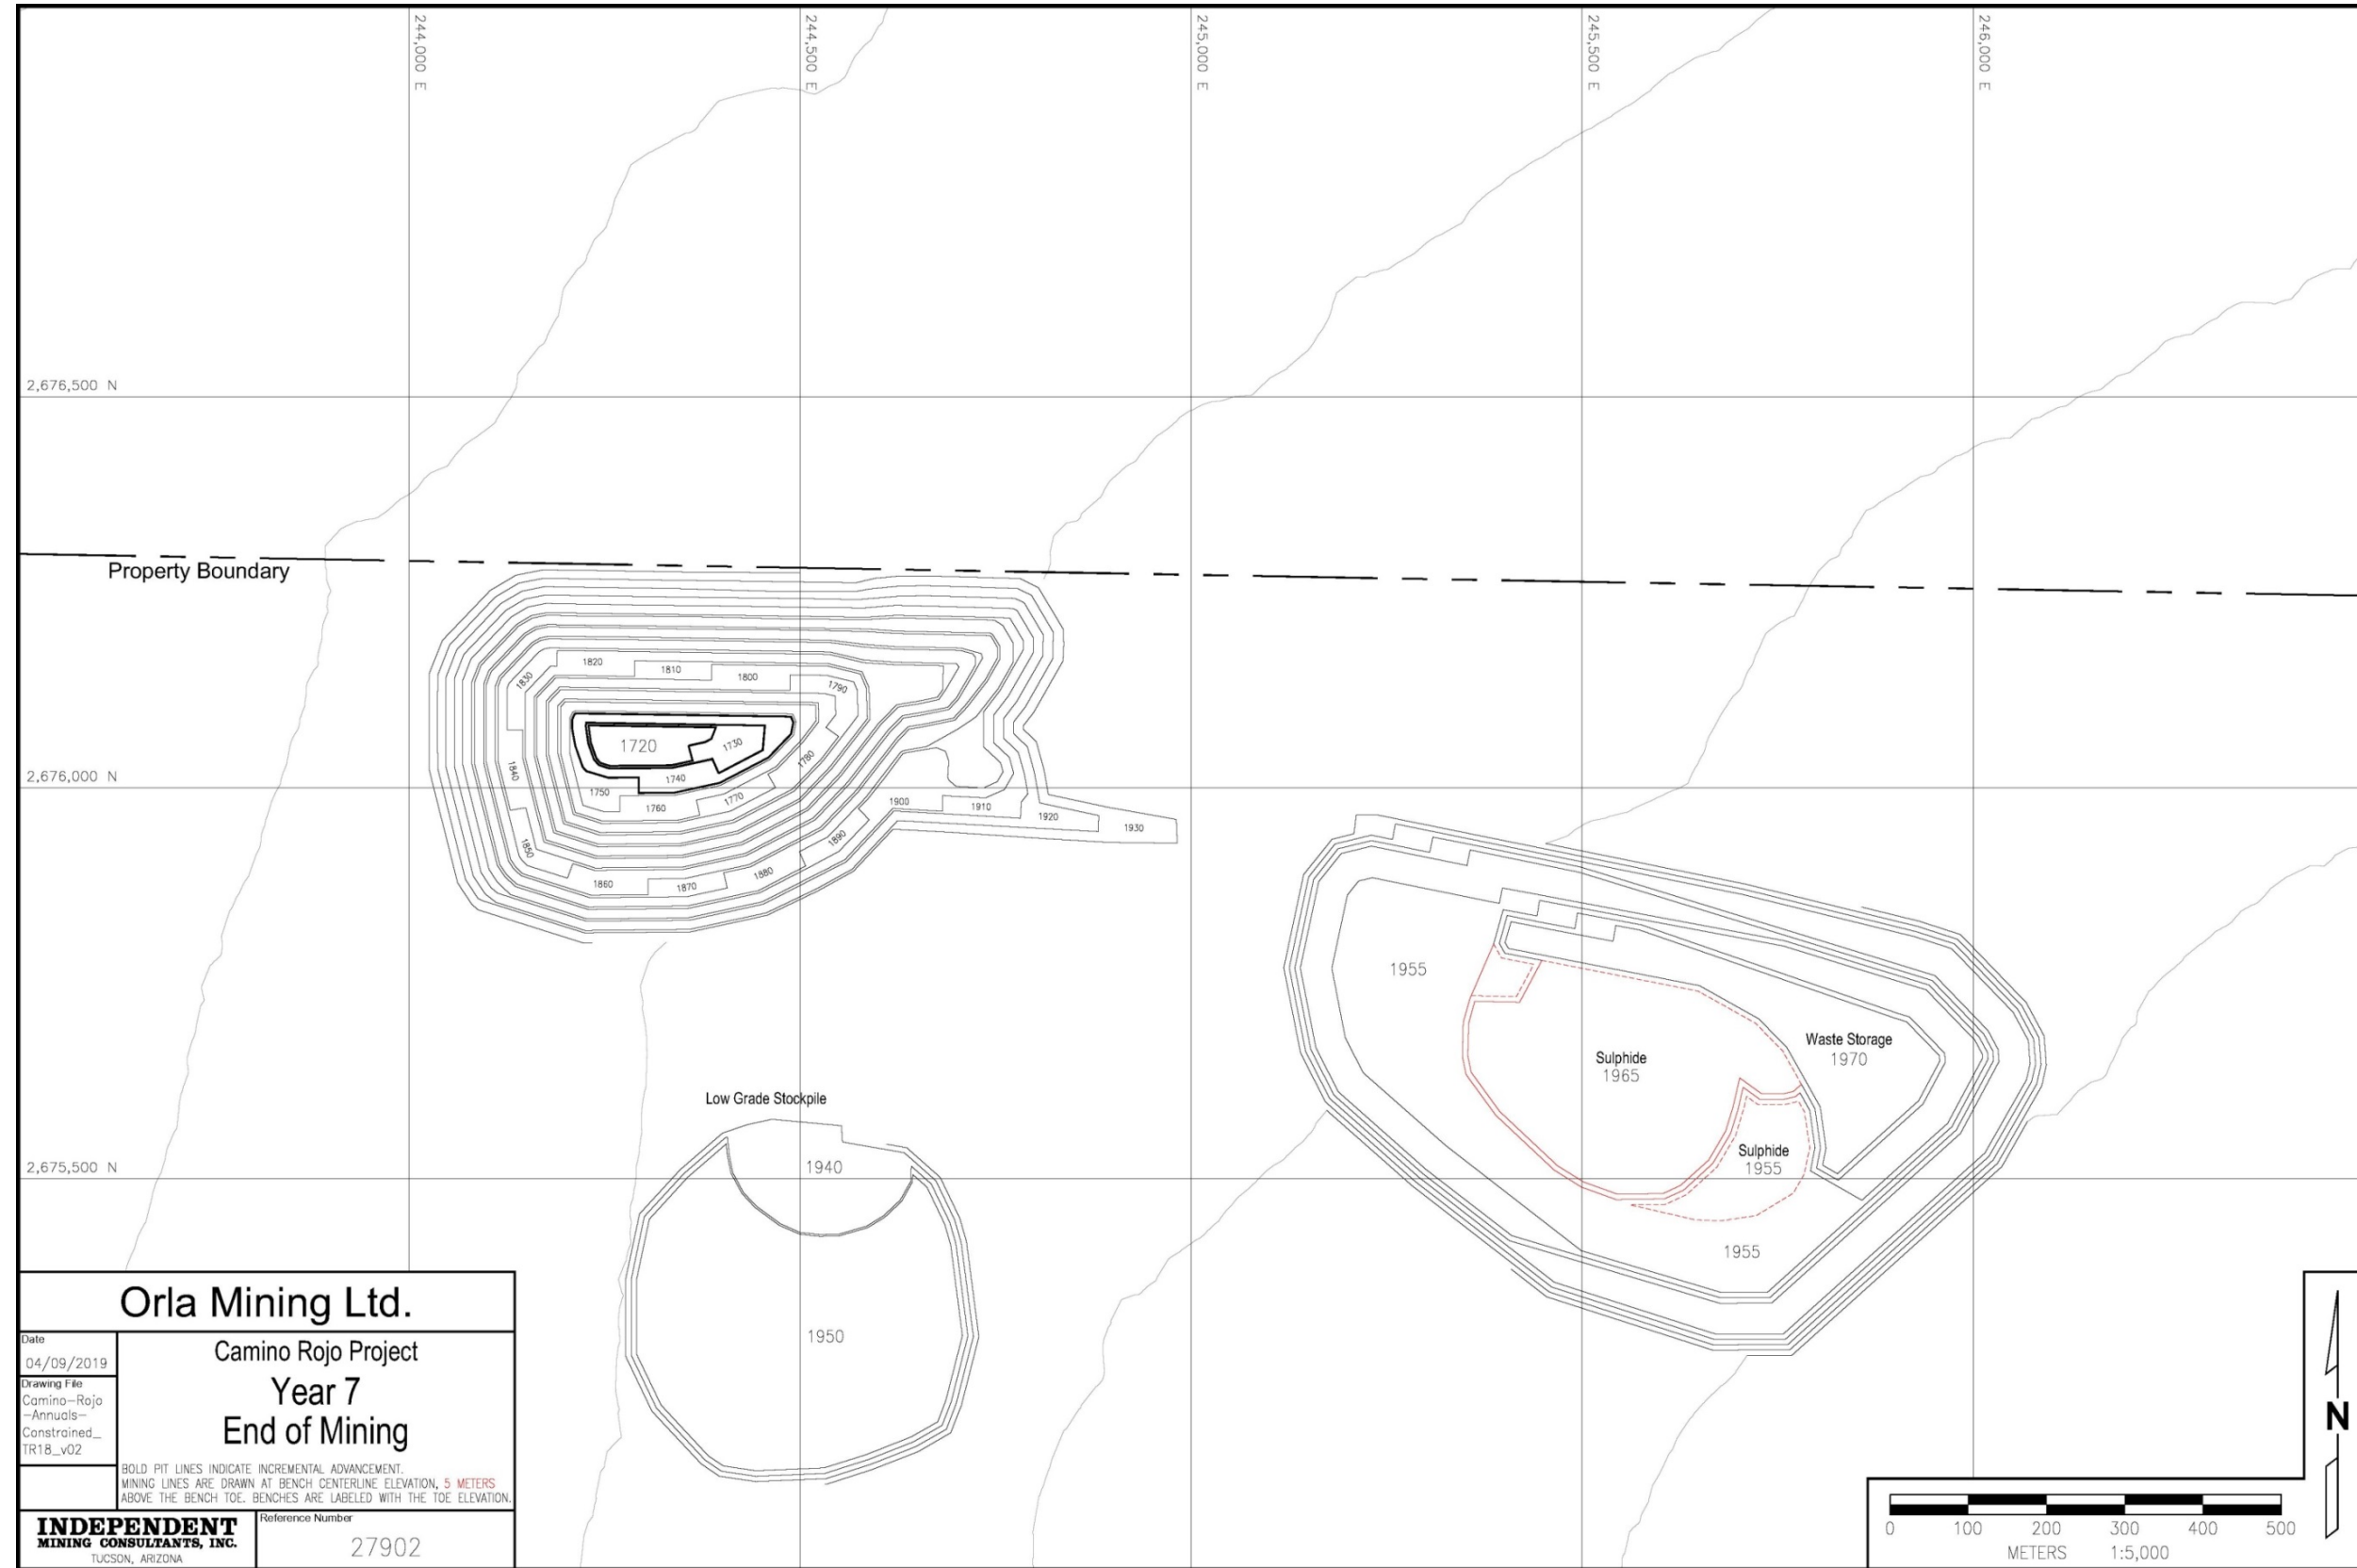 244,000 E
244,500 E
245,000 E
245,500 E
246,000 E
2,676,500 N
Property Boundary
1820
1810
1800
1790
1830
1720
1730
1740
1780
1840
1750
1760
1770
2,676,000 N
1900
1910
1920
1930
1890
1850
1860
1870
1880
1955
Waste Storage
1970
Sulphide
1965
Low Grade Stockpile
Sulphide
1955
2,675,500 N
1940
1955
1950
Orla Mining Ltd.
Date
04/09/2019
Drawing File
Camino-Rojo
-Annuals-
Constrained_
TR18_v02
Camino Rojo Project
Year 7
End of Mining
BOLD PIT LINES INDICATE INCREMENTAL ADVANCEMENT.
MINING LINES ARE DRAWN AT BENCH CENTERLINE ELEVATION, 5 METERS
ABOVE THE BENCH TOE. BENCHES ARE LABELED WITH THE TOE ELEVATION.
INDEPENDENT
MINING CONSULTANTS, INC.
TUCSON, ARIZONA
Reference Number
27902
N
0 100 200 300 400 500
METERS 1:5,000